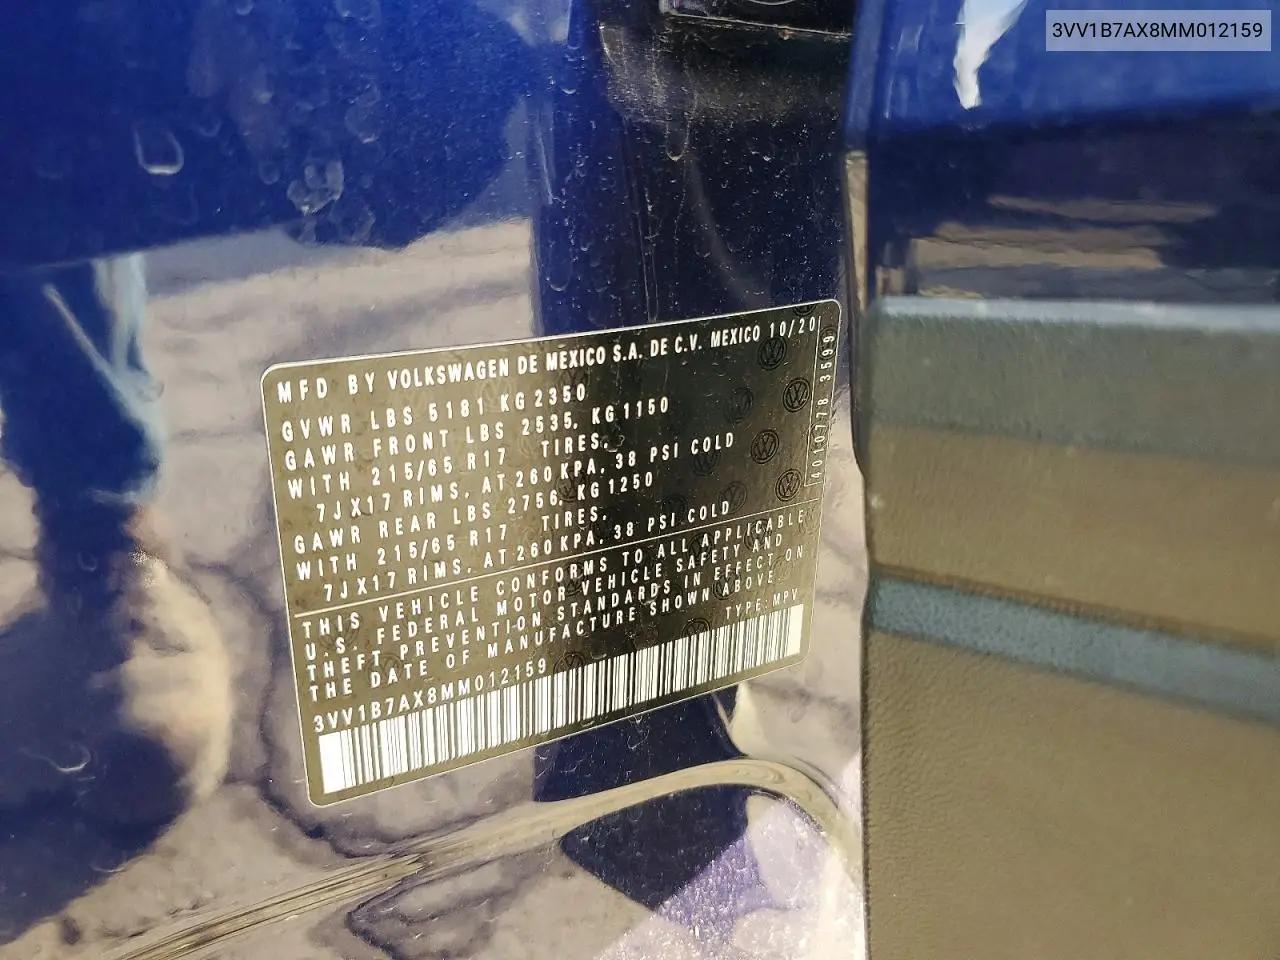 3VV1B7AX8MM012159
MFD BY VOLKSWAGEN DE MEXICO S.A. DE C.V. MEXICO 10/20
GVWR LBS 5181 KG 2350
GAWR FRONT LBS 2535, KG 1150
WITH 215/65 R17 TIRES,
7JX17 RIMS, AT 260 KPA, 38 PSI COLD
GAWR REAR LBS 2756, KG 1250
WITH 215/65 R17 TIRES,
7JX17 RIMS, AT 260 KPA, 38 PSI COLD
THIS VEHICLE CONFORMS TO ALL APPLICABLE
U.S. FEDERAL MOTOR VEHICLE SAFETY AND
THEFT PREVENTION STANDARDS IN EFFECT ON
THE DATE OF MANUFACTURE SHOWN ABOVE.
3VV1B7AX8MM012159 TYPE: MPV
4010778 3599